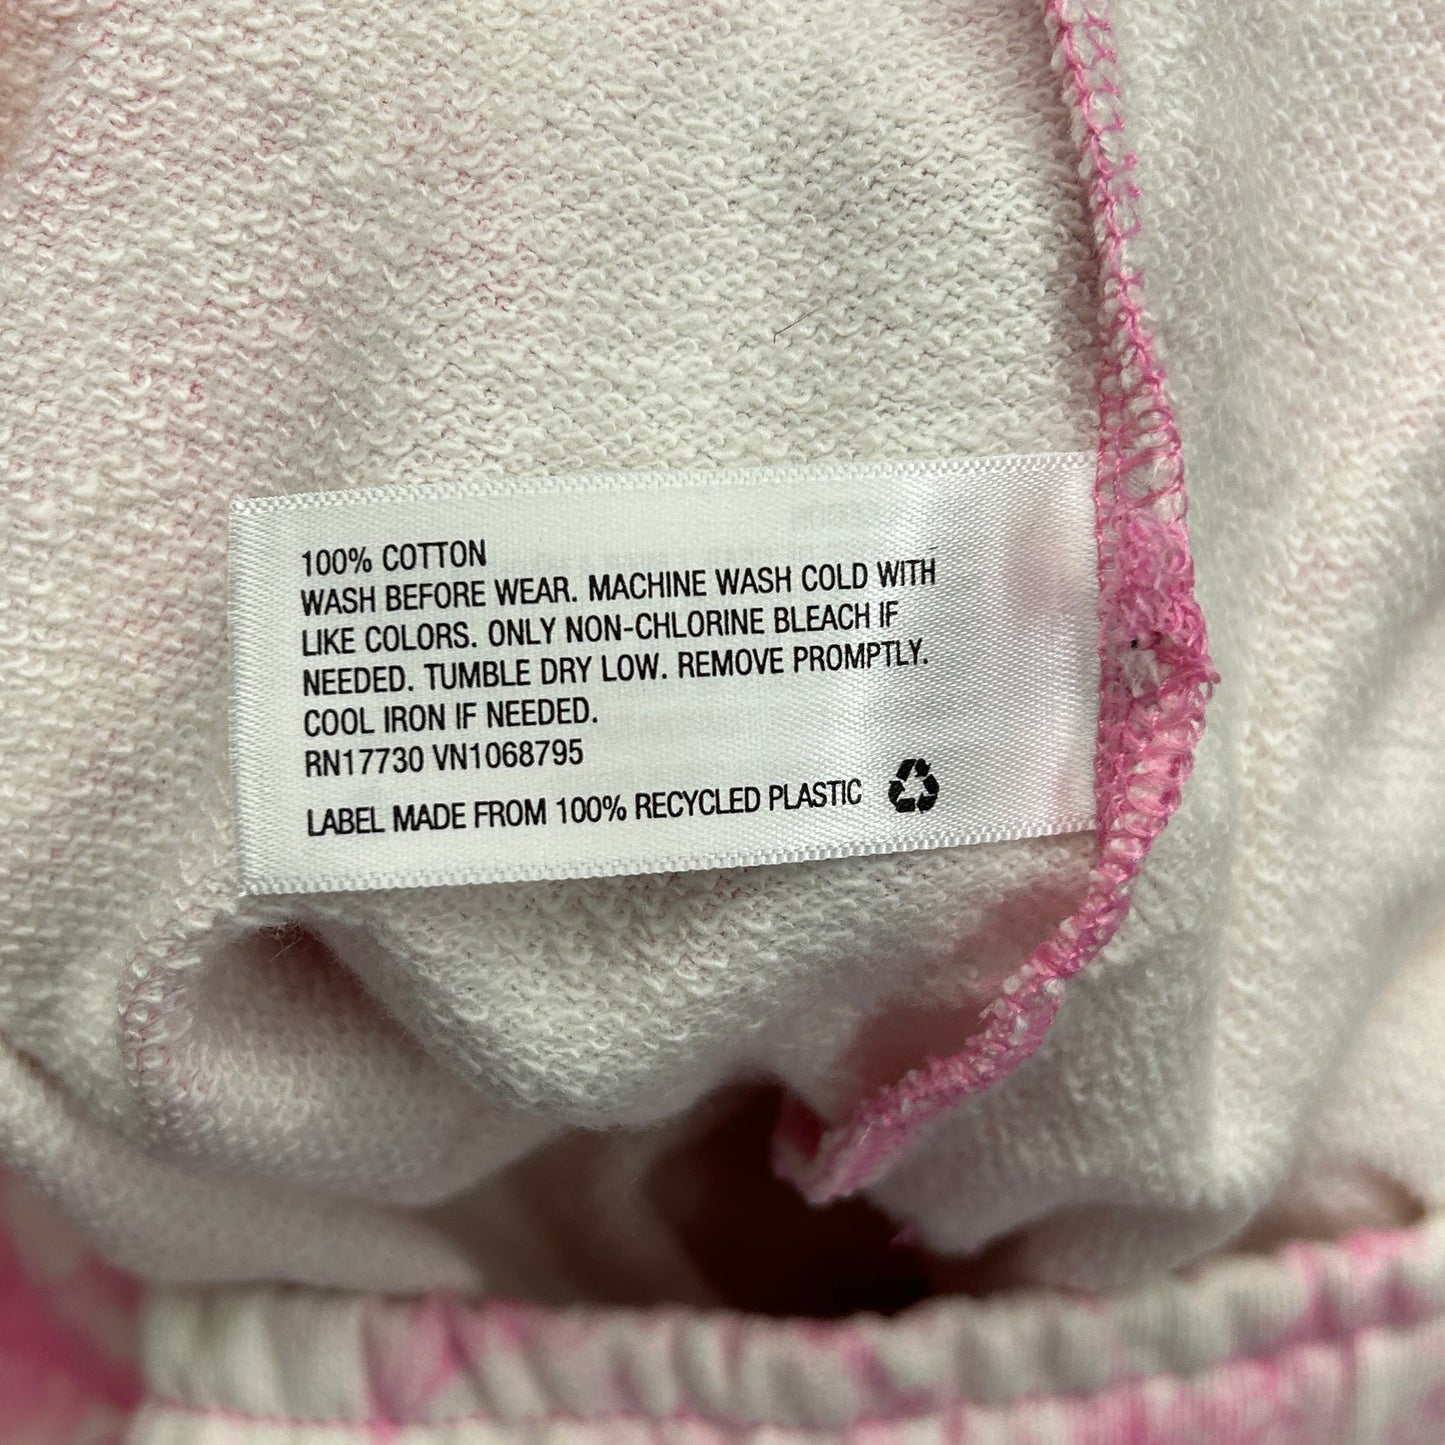 100% COTTON
WASH BEFORE WEAR. MACHINE WASH COLD WITH
LIKE COLORS. ONLY NON-CHLORINE BLEACH IF
NEEDED. TUMBLE DRY LOW. REMOVE PROMPTLY.
COOL IRON IF NEEDED.
RN17730 VN1068795
LABEL MADE FROM 100% RECYCLED PLASTIC